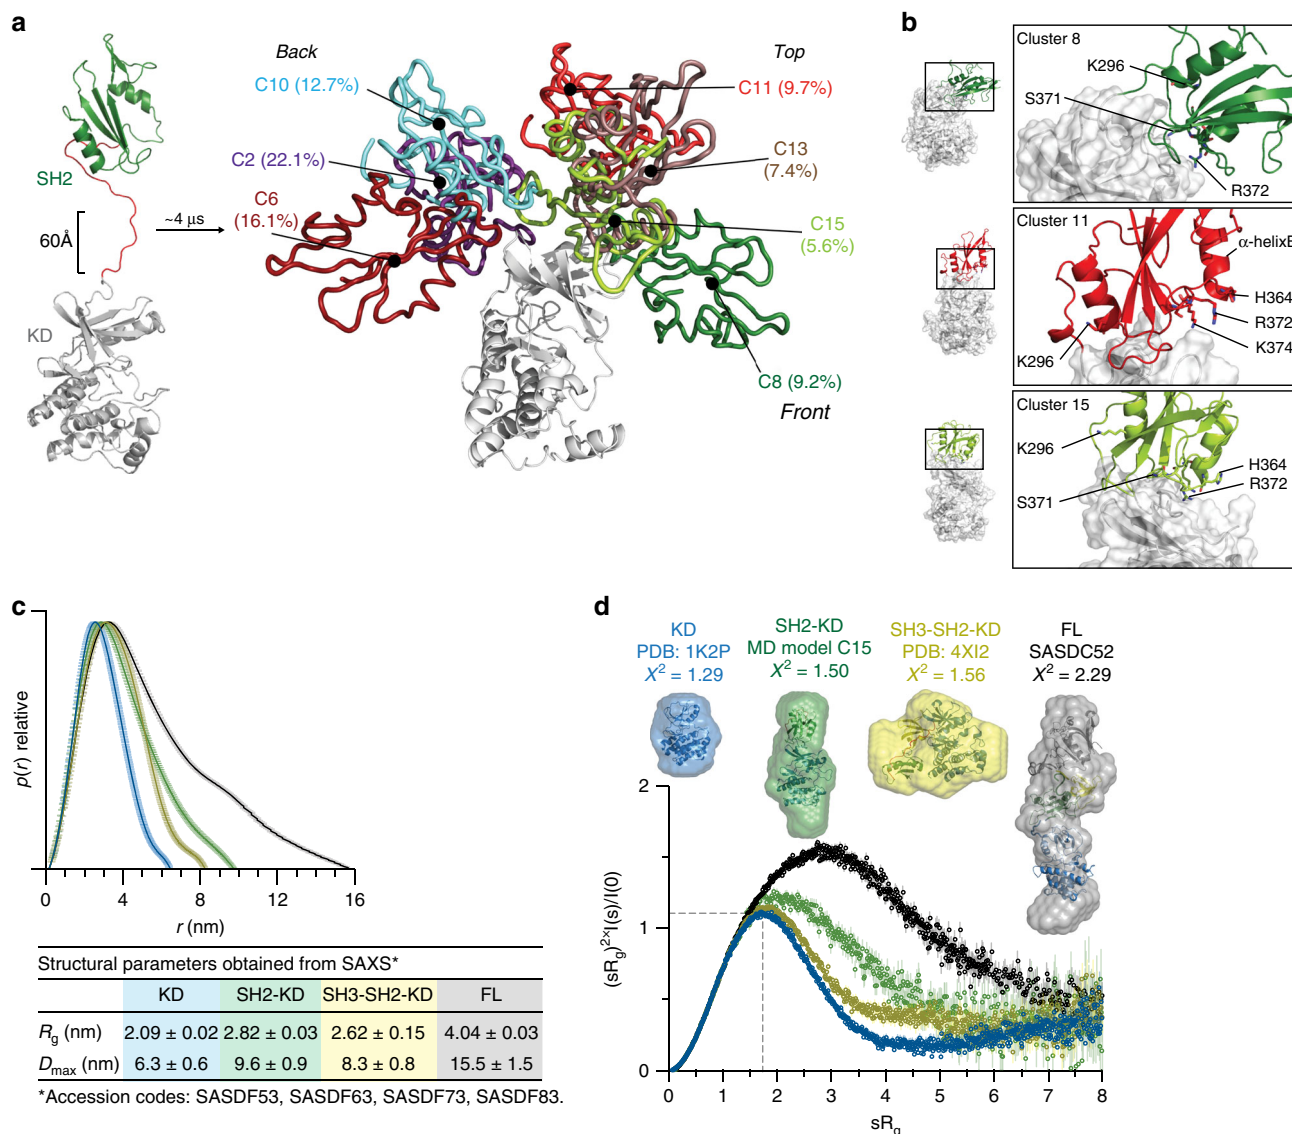 a
Back
Top
C10 (12.7%)
C11 (9.7%)
C2 (22.1%)
C13
(7.4%)
C6
(16.1%)
C15
(5.6%)
C8 (9.2%)
Front
SH2
60Å
~4 µs
KD
b
Cluster 8
K296
S371
R372
Cluster 11
α-helixB
H364
R372
K374
K296
Cluster 15
K296
H364
R372
S371
c
p(r) relative
0 4 8 12 16
r (nm)
Structural parameters obtained from SAXS*
KD SH2-KD SH3-SH2-KD FL
Rg (nm) 2.09 ± 0.02 2.82 ± 0.03 2.62 ± 0.15 4.04 ± 0.03
Dmax (nm) 6.3 ± 0.6 9.6 ± 0.9 8.3 ± 0.8 15.5 ± 1.5
*Accession codes: SASDF53, SASDF63, SASDF73, SASDF83.
d
KD
PDB: 1K2P
X² = 1.29
SH2-KD
MD model C15
X² = 1.50
SH3-SH2-KD
PDB: 4XI2
X² = 1.56
FL
SASDC52
X² = 2.29
(sRg)²×I(s)/I(0)
2
1
0
0 1 2 3 4 5 6 7 8
sRg